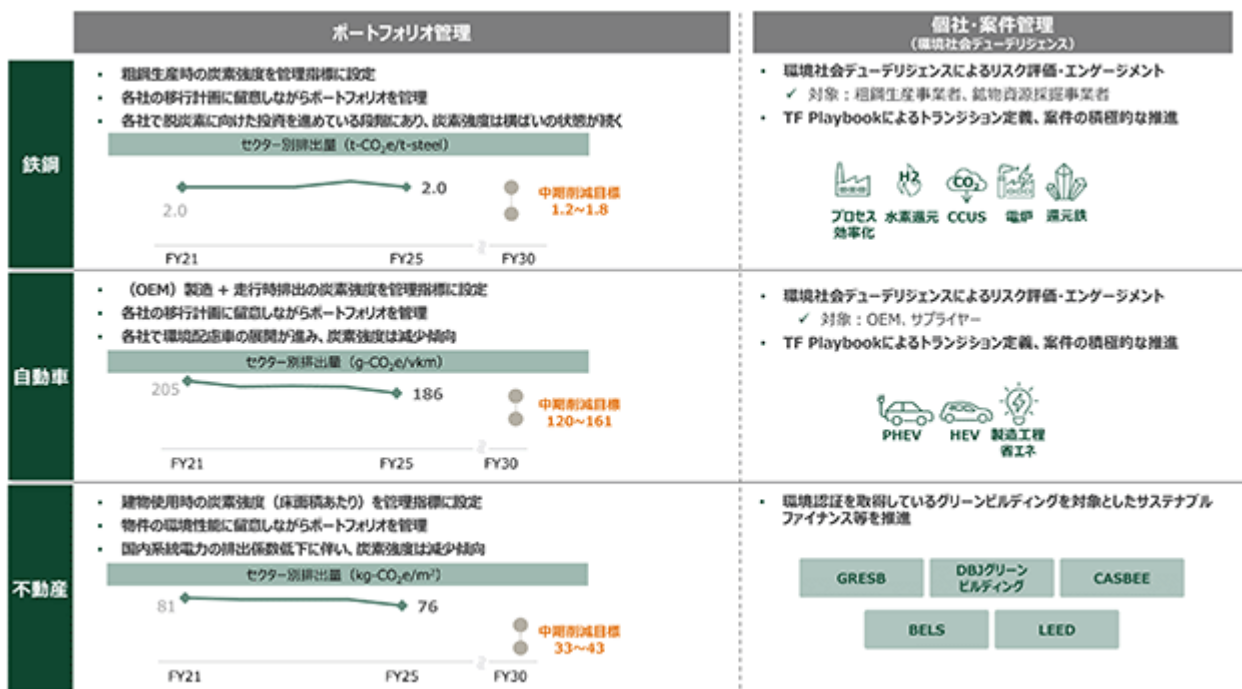 ポートフォリオ管理
個社・案件管理
(環境社会デューデリジェンス)
鉄鋼
• 粗鋼生産時の炭素強度を管理指標に設定
• 各社の移行計画に留意しながらポートフォリオを管理
• 各社で脱炭素に向けた投資を進めている段階にあり、炭素強度は横ばいの状態が続く
セクター別排出量(t-CO₂e/t-steel)
2.0
2.0
中期削減目標
1.2~1.8
FY21
FY25
FY30
• 環境社会デューデリジェンスによるリスク評価・エンゲージメント
✓ 対象:粗鋼生産事業者、鉱物資源採掘事業者
• TF Playbookによるトランジション定義、案件の積極的な推進
H2
CO₂
プロセス
効率化
水素還元
CCUS
電炉
還元鉄
自動車
• (OEM)製造 + 走行時排出の炭素強度を管理指標に設定
• 各社の移行計画に留意しながらポートフォリオを管理
• 各社で環境配慮車の展開が進み、炭素強度は減少傾向
セクター別排出量(g-CO₂e/vkm)
205
186
中期削減目標
120~161
FY21
FY25
FY30
• 環境社会デューデリジェンスによるリスク評価・エンゲージメント
✓ 対象:OEM、サプライヤー
• TF Playbookによるトランジション定義、案件の積極的な推進
PHEV
HEV
製造工程
省エネ
不動産
• 建物使用時の炭素強度(床面積あたり)を管理指標に設定
• 物件の環境性能に留意しながらポートフォリオを管理
• 国内系統電力の排出係数低下に伴い、炭素強度は減少傾向
セクター別排出量(kg-CO₂e/m²)
81
76
中期削減目標
33~43
FY21
FY25
FY30
• 環境認証を取得しているグリーンビルディングを対象としたサステナブル
ファイナンス等を推進
GRESB
DBJグリーン
ビルディング
CASBEE
BELS
LEED